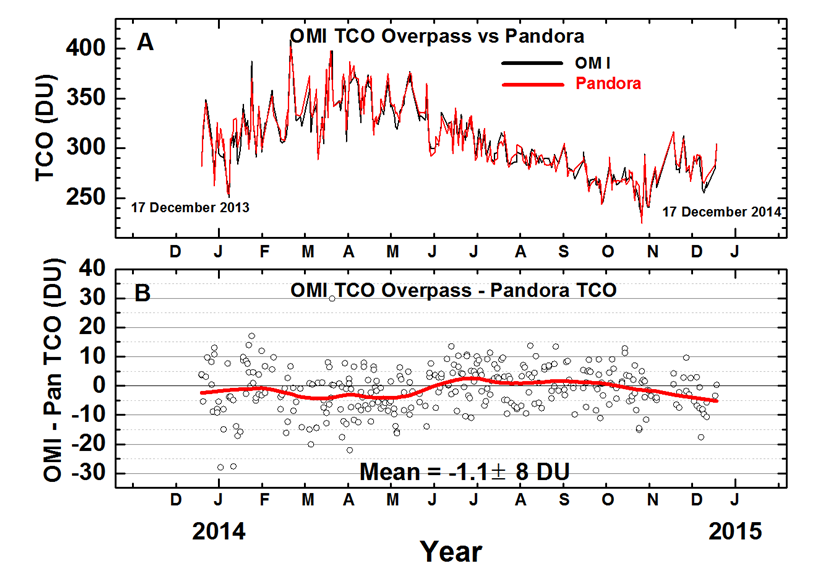 A
OMI TCO Overpass vs Pandora
OM I
Pandora
TCO (DU)
400
350
300
250
17 December 2013
17 December 2014
D J F M A M J J A S O N D J
B
OMI TCO Overpass - Pandora TCO
OMI - Pan TCO (DU)
40
30
20
10
0
-10
-20
-30
Mean = -1.1± 8 DU
D J F M A M J J A S O N D J
2014 2015
Year